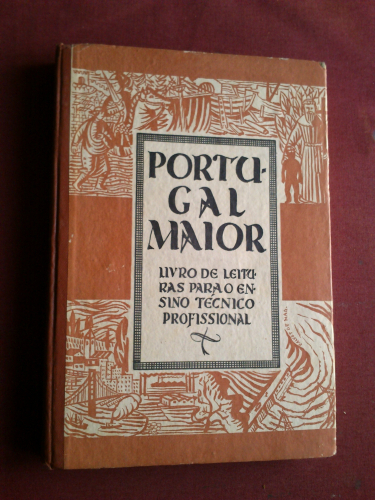 PORTU-
GAL
MAIOR
LIVRO DE LEITU-
RAS PARA O EN-
SINO TÉCNICO
PROFISSIONAL